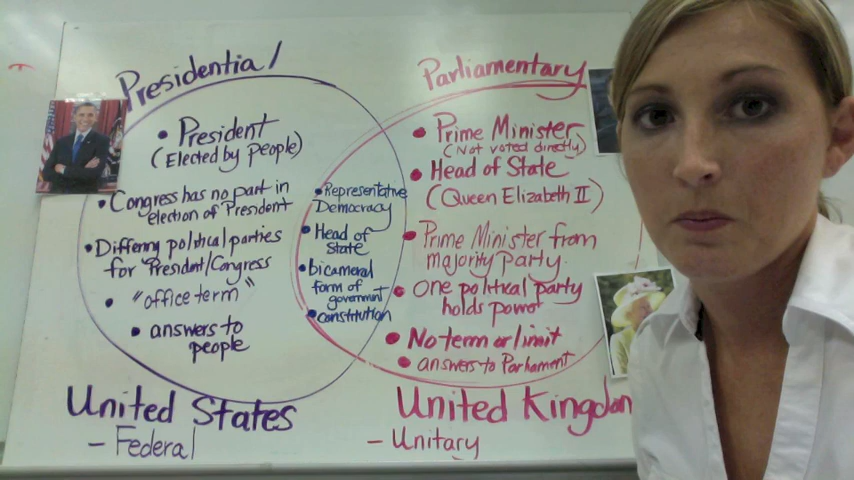 Presidential
• President
(Elected by people)
• Congress has no part in
election of President
• Differing political parties
for President/Congress
• "office term"
• answers to
people
• Representative
Democracy
• Head of
State
• bicameral
form of
government
• constitution
Parliamentary
• Prime Minister
(Not voted directly)
• Head of State
(Queen Elizabeth II)
• Prime Minister from
majority party.
• One political party
holds power
• No term or limit
• answers to Parliament
United States
- Federal
United Kingdom
- Unitary